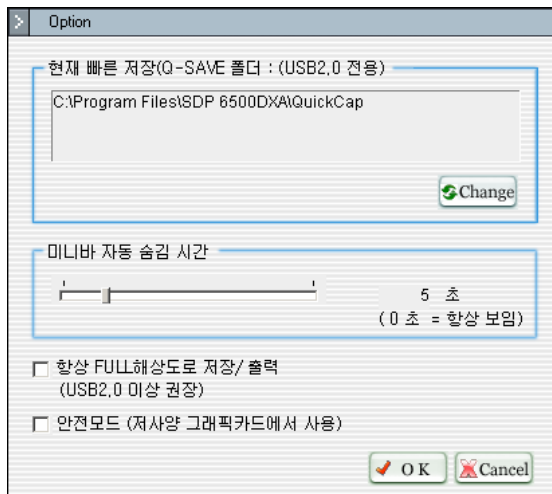 Option
현재 빠른 저장(Q-SAVE 폴더 : (USB2.0 전용)
C:\Program Files\SDP 6500DXA\QuickCap
Change
미니바 자동 숨김 시간
5 초
( 0 초 = 항상 보임)
항상 FULL해상도로 저장/ 출력
(USB2.0 이상 권장)
안전모드 (저사양 그래픽카드에서 사용)
O K
Cancel